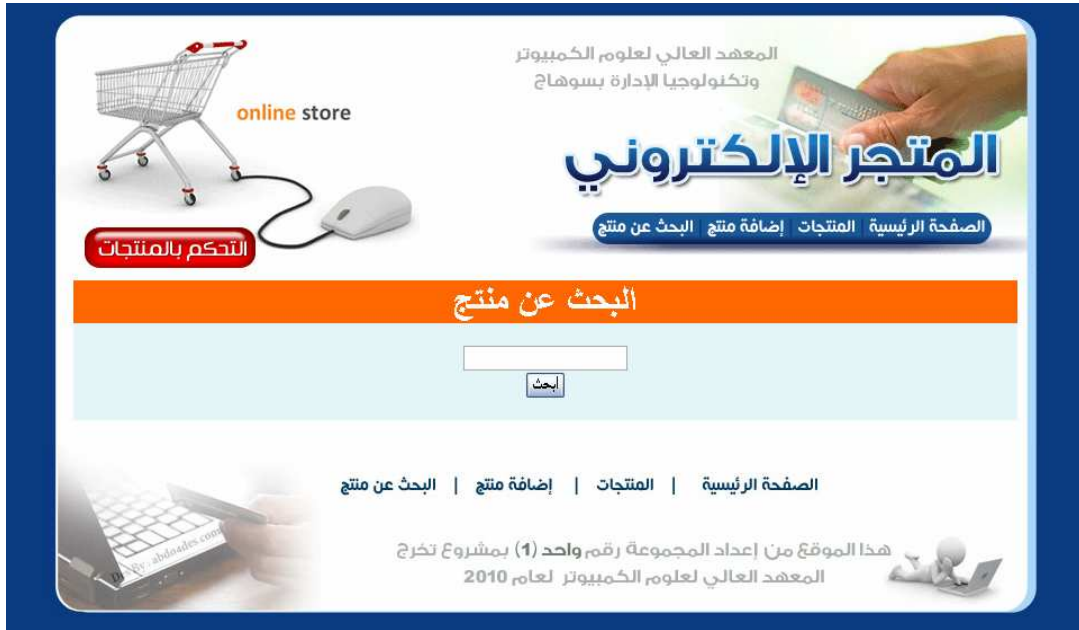 المعهد العالي لعلوم الكمبيوتر
وتكنولوجيا الإدارة بسوهاج
online store
المتجر الإلكتروني
الصفحة الرئيسية المنتجات إضافة منتج البحث عن منتج
التحكم بالمنتجات
البحث عن منتج
ابحث
الصفحة الرئيسية | المنتجات | إضافة منتج | البحث عن منتج
هذا الموقع من إعداد المجموعة رقم واحد (1) بمشروع تخرج
المعهد العالي لعلوم الكمبيوتر لعام 2010